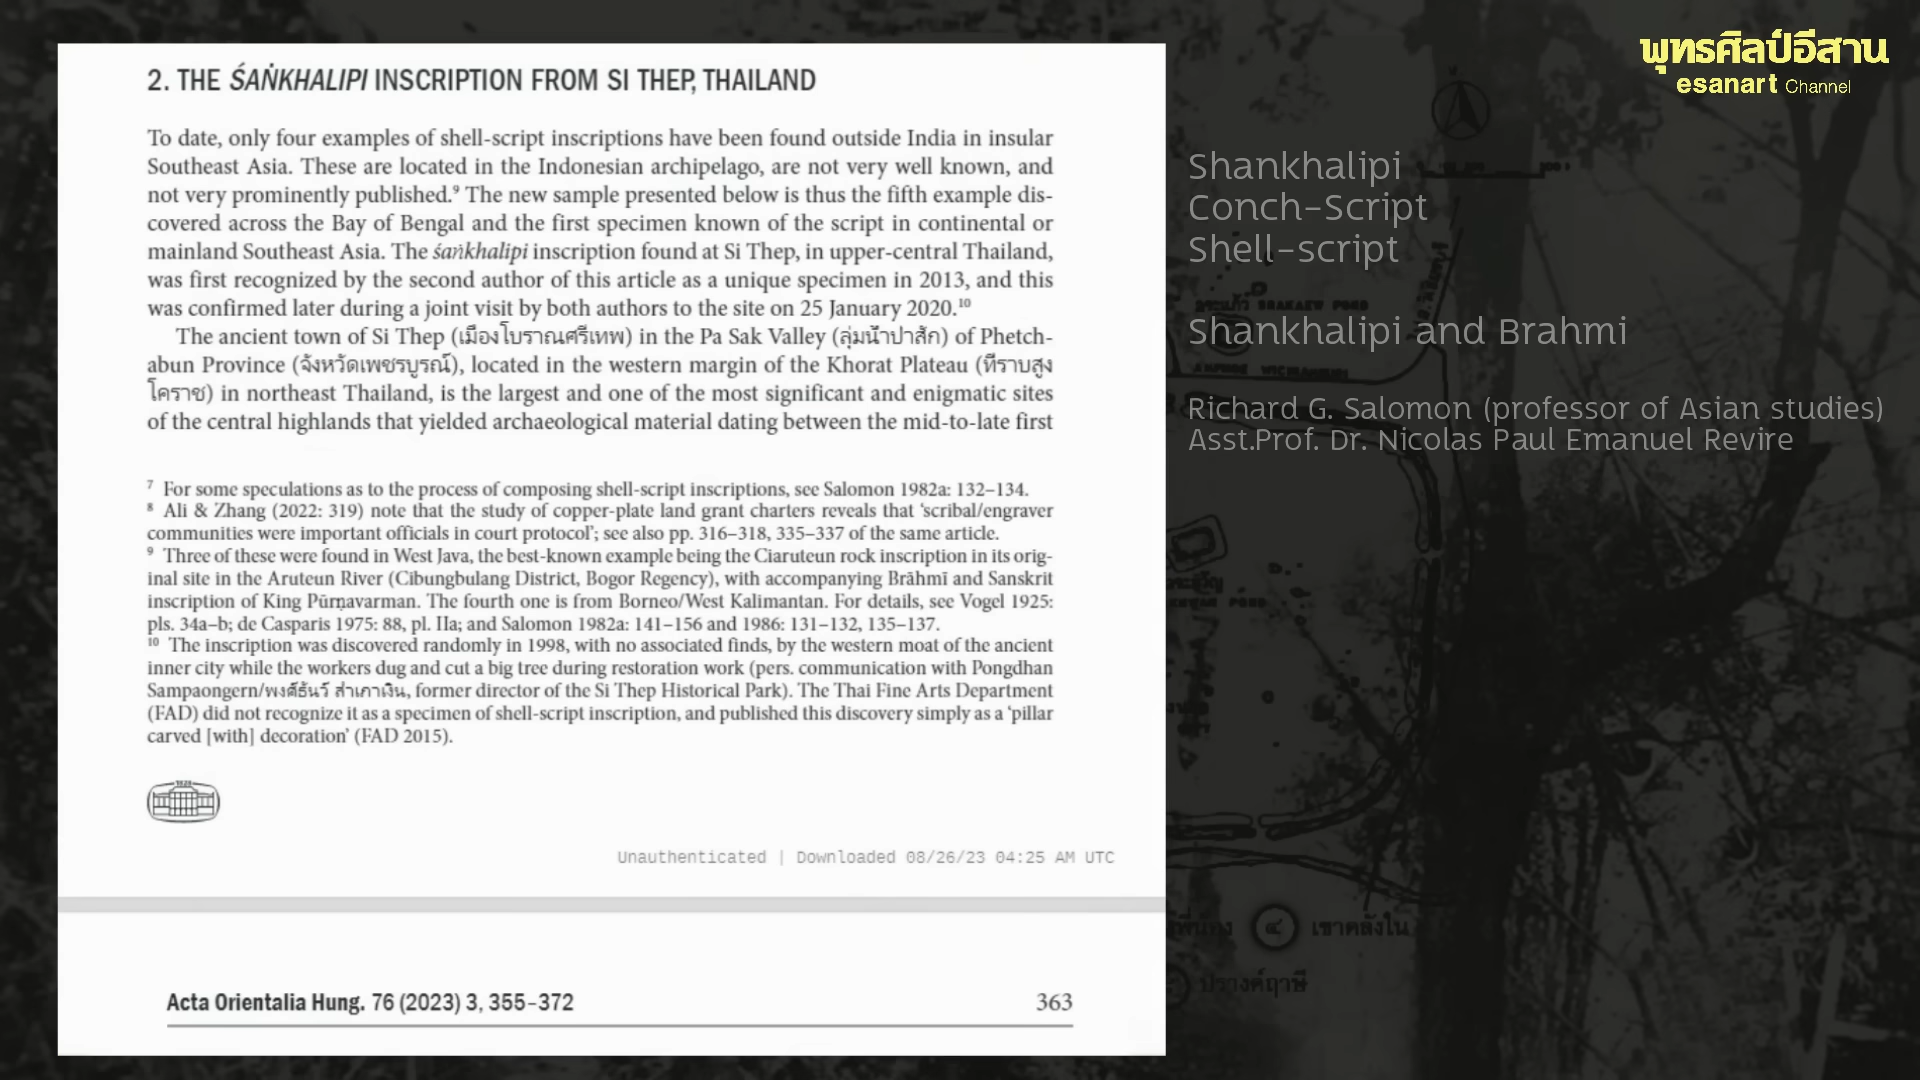 2. THE ŚAṄKHALIPI INSCRIPTION FROM SI THEP, THAILAND
To date, only four examples of shell-script inscriptions have been found outside India in insular
Southeast Asia. These are located in the Indonesian archipelago, are not very well known, and
not very prominently published.⁹ The new sample presented below is thus the fifth example dis-
covered across the Bay of Bengal and the first specimen known of the script in continental or
mainland Southeast Asia. The śaṅkhalipi inscription found at Si Thep, in upper-central Thailand,
was first recognized by the second author of this article as a unique specimen in 2013, and this
was confirmed later during a joint visit by both authors to the site on 25 January 2020.¹⁰
The ancient town of Si Thep (เมืองโบราณศรีเทพ) in the Pa Sak Valley (ลุ่มน้ำปาสัก) of Phetch-
abun Province (จังหวัดเพชรบูรณ์), located in the western margin of the Khorat Plateau (ที่ราบสูง
โคราช) in northeast Thailand, is the largest and one of the most significant and enigmatic sites
of the central highlands that yielded archaeological material dating between the mid-to-late first
⁷ For some speculations as to the process of composing shell-script inscriptions, see Salomon 1982a: 132–134.
⁸ Ali & Zhang (2022: 319) note that the study of copper-plate land grant charters reveals that ‘scribal/engraver
communities were important officials in court protocol’; see also pp. 316–318, 335–337 of the same article.
⁹ Three of these were found in West Java, the best-known example being the Ciaruteun rock inscription in its orig-
inal site in the Aruteun River (Cibungbulang District, Bogor Regency), with accompanying Brāhmī and Sanskrit
inscription of King Pūrṇavarman. The fourth one is from Borneo/West Kalimantan. For details, see Vogel 1925:
pls. 34a–b; de Casparis 1975: 88, pl. IIa; and Salomon 1982a: 141–156 and 1986: 131–132, 135–137.
¹⁰ The inscription was discovered randomly in 1998, with no associated finds, by the western moat of the ancient
inner city while the workers dug and cut a big tree during restoration work (pers. communication with Pongdhan
Sampaongern/พงศ์ธันว์ สำเภาเงิน, former director of the Si Thep Historical Park). The Thai Fine Arts Department
(FAD) did not recognize it as a specimen of shell-script inscription, and published this discovery simply as a ‘pillar
carved [with] decoration’ (FAD 2015).
Unauthenticated | Downloaded 08/26/23 04:25 AM UTC
Acta Orientalia Hung. 76 (2023) 3, 355–372
363
พุทธศิลป์อีสาน
esanart Channel
Shankhalipi
Conch-Script
Shell-script
Shankhalipi and Brahmi
Richard G. Salomon (professor of Asian studies)
Asst.Prof. Dr. Nicolas Paul Emanuel Revire
๔ เขาคลังใน
ปรางค์ฤาษี